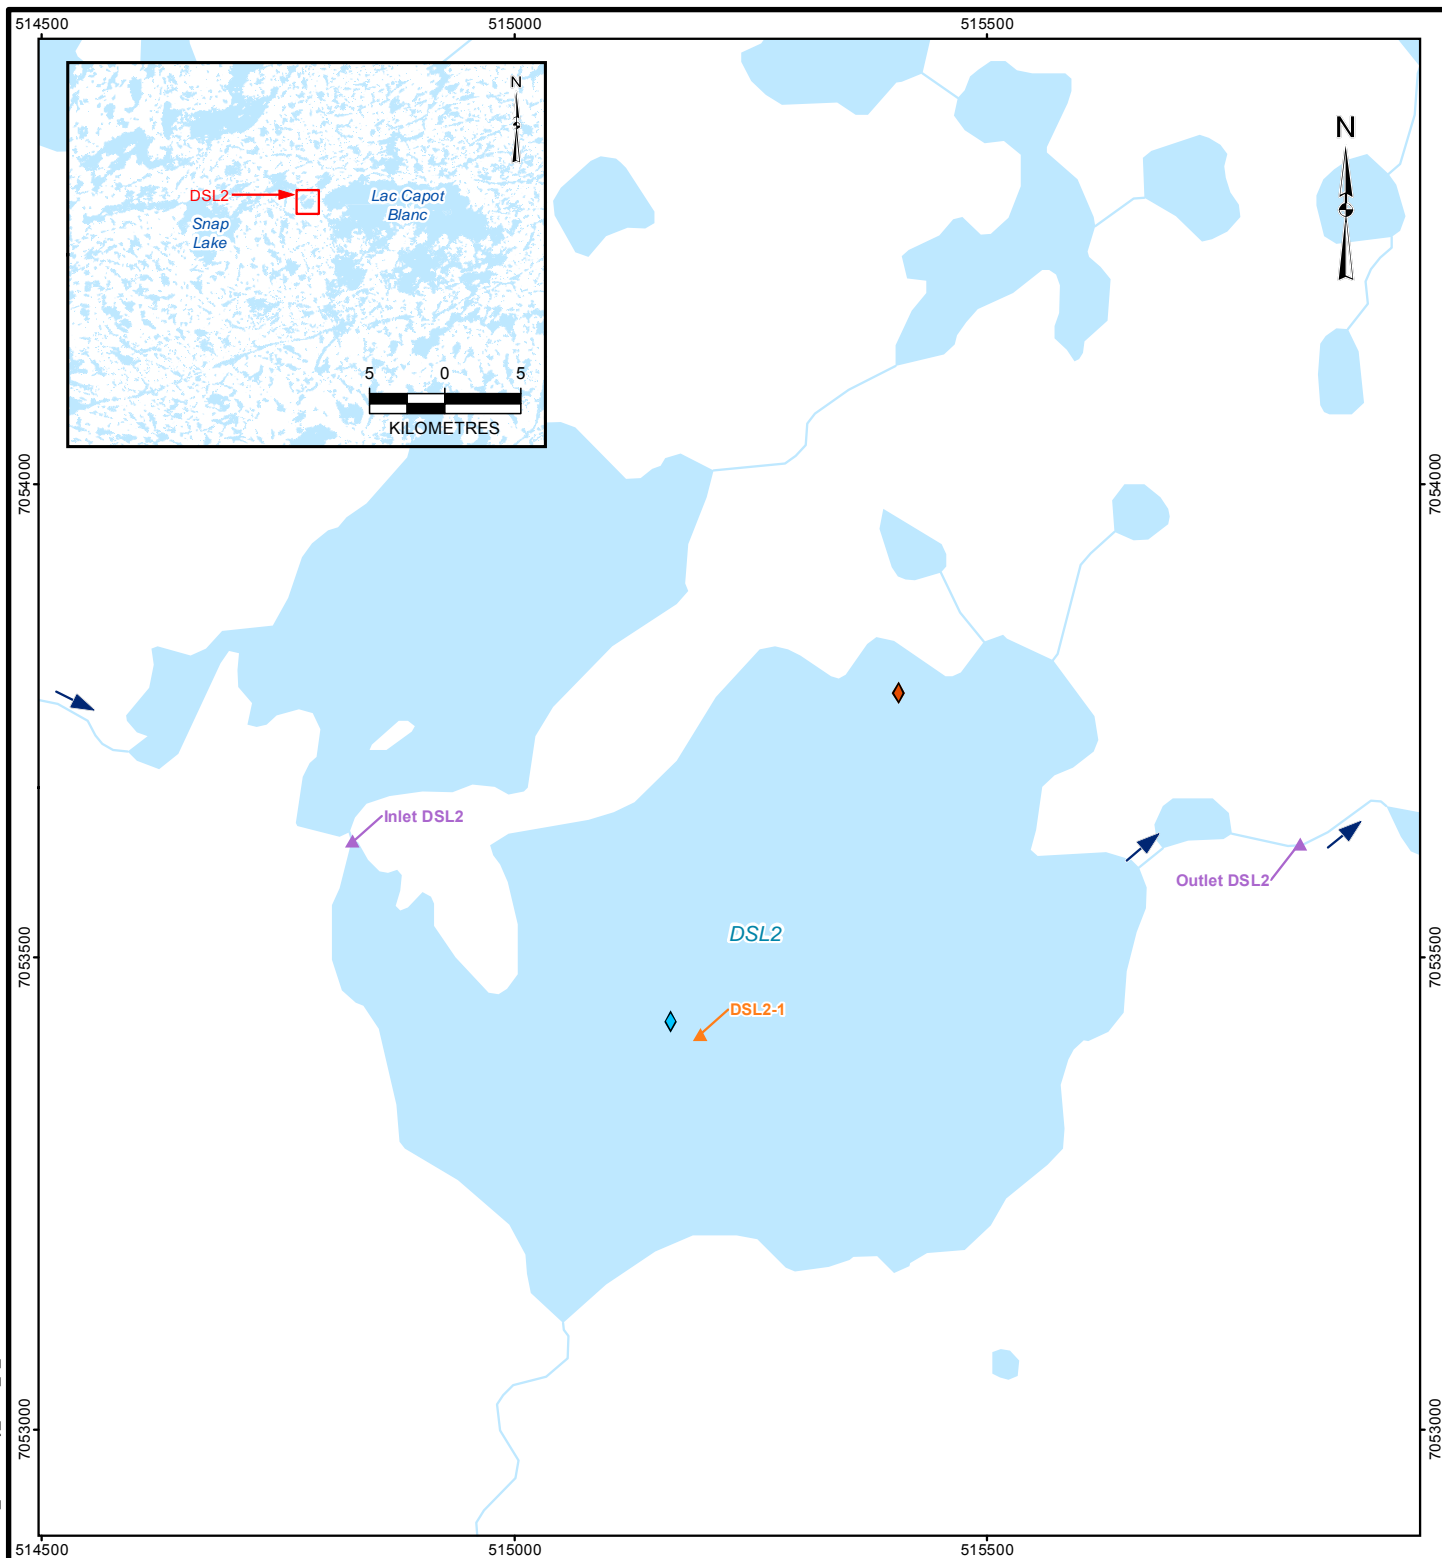 514500 515000 515500
N
N
DSL2
Lac Capot
Blanc
Snap
Lake
5 0 5
KILOMETRES
7054000 7054000
Inlet DSL2
Outlet DSL2
DSL2
7053500 7053500
DSL2-1
7053000 7053000
514500 515000 515500